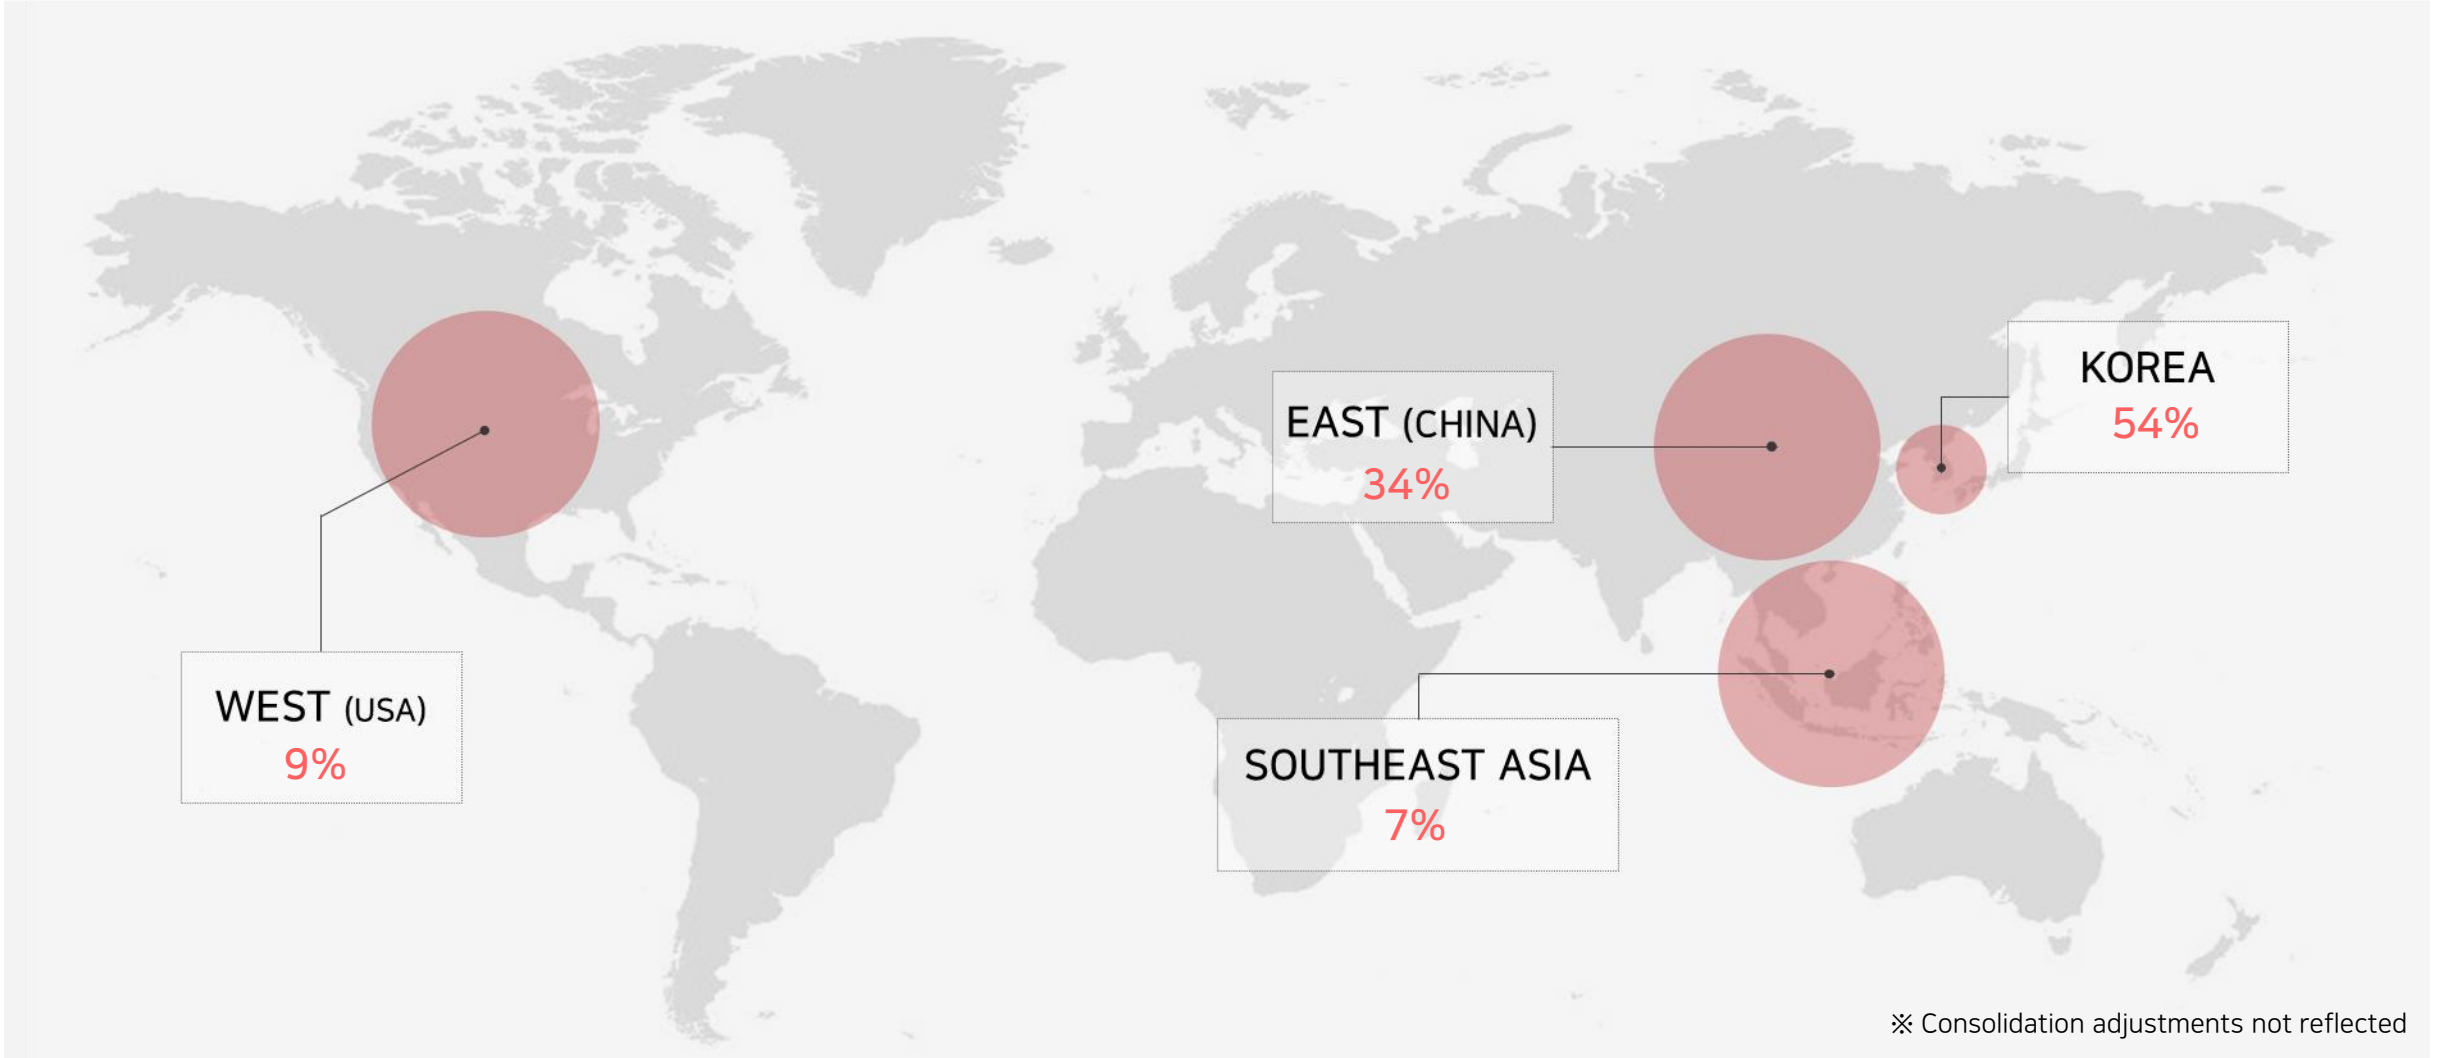 KOREA
54%
EAST (CHINA)
34%
WEST (USA)
9%
SOUTHEAST ASIA
7%
※ Consolidation adjustments not reflected